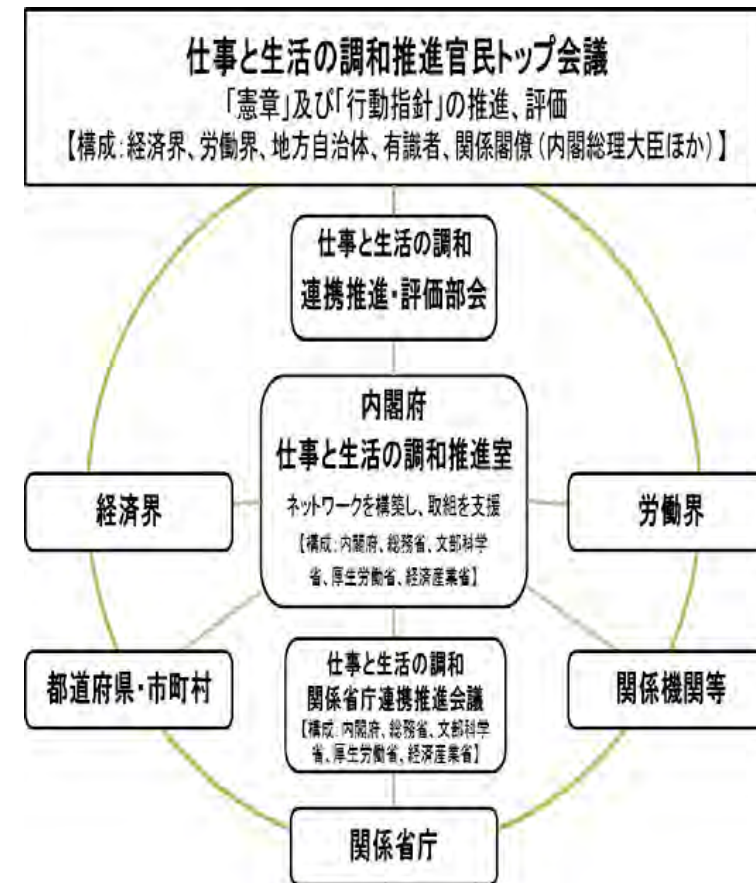 仕事と生活の調和推進官民トップ会議
「憲章」及び「行動指針」の推進、評価
【構成:経済界、労働界、地方自治体、有識者、関係閣僚(内閣総理大臣ほか)】
仕事と生活の調和
連携推進・評価部会
内閣府
仕事と生活の調和推進室
ネットワークを構築し、取組を支援
【構成:内閣府、総務省、文部科学
省、厚生労働省、経済産業省】
経済界
労働界
都道府県・市町村
仕事と生活の調和
関係省庁連携推進会議
【構成:内閣府、総務省、文部科学
省、厚生労働省、経済産業省】
関係機関等
関係省庁